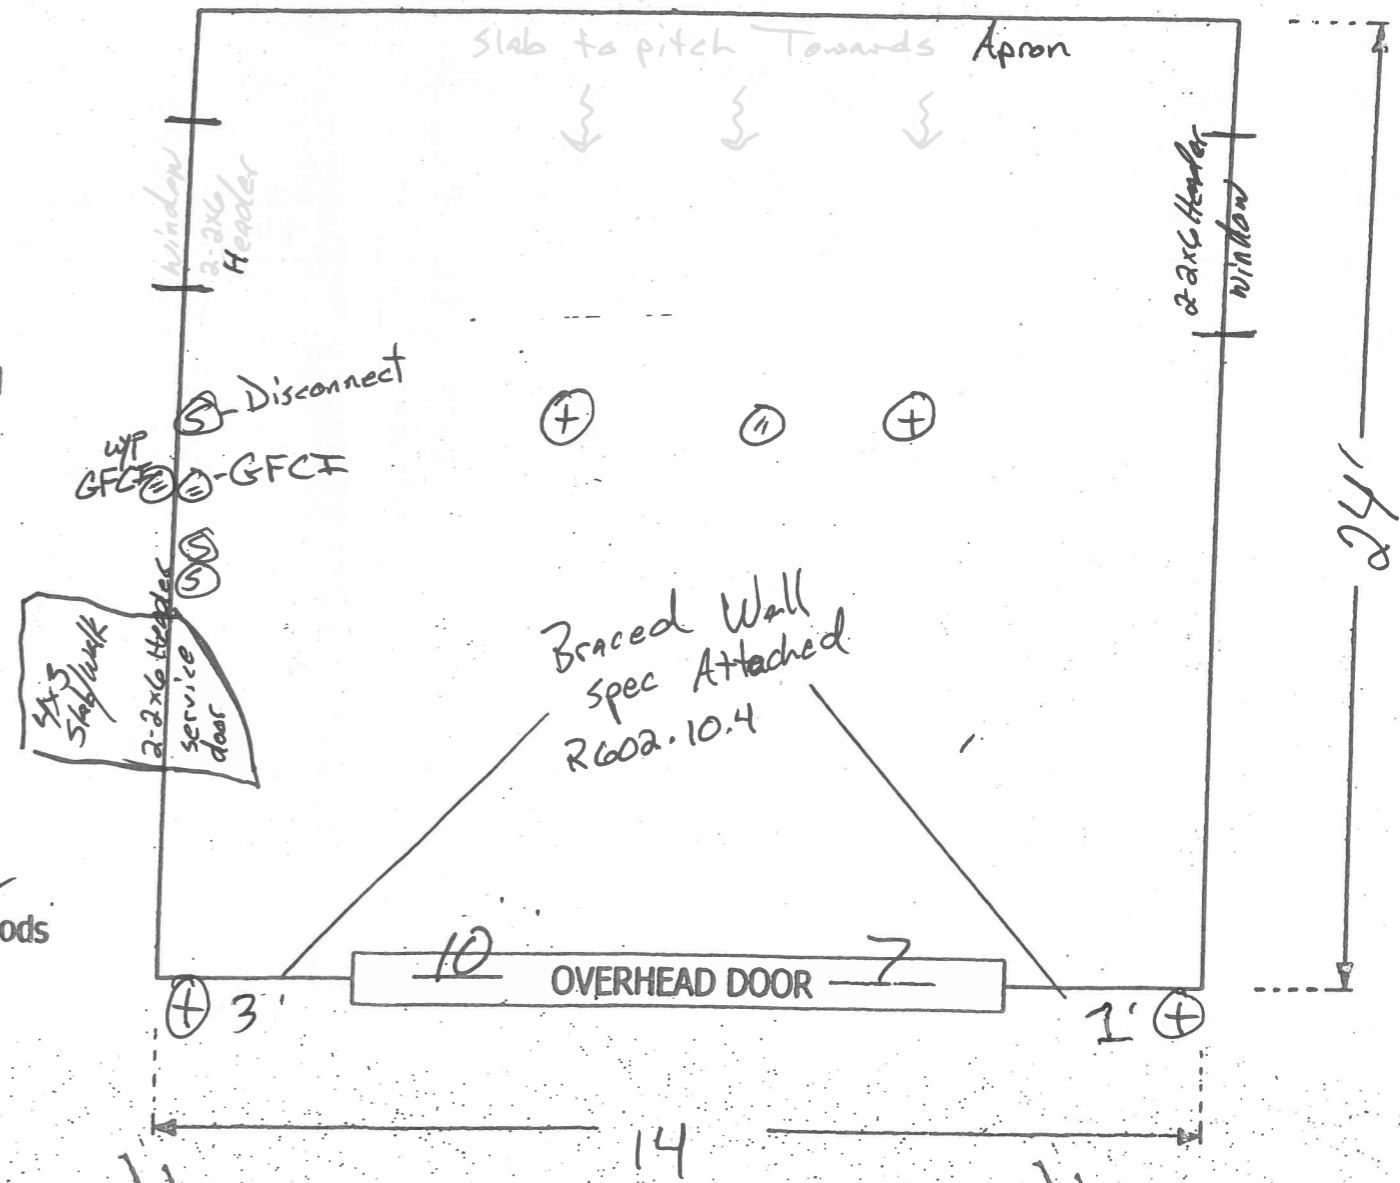 Slab to pitch Towards Apron
Window
2-2x6
Header
H
2-2x6 Header
window
S - Disconnect
W/P
GFCI
- GFCI
S
S
24'
Braced Wall
spec Attached
R602.10.4
4x3
Slab/Walk
2-2x6 Header
service
door
ods
10 OVERHEAD DOOR 7
3'
1'
14